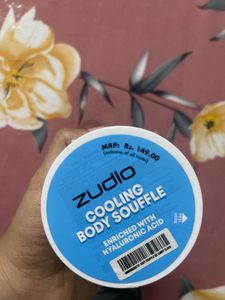 MRP: Rs. 149.00
(inclusive of all taxes)
zudio
COOLING
BODY SOUFFLE
ENRICHED WITH
HYALURONIC ACID